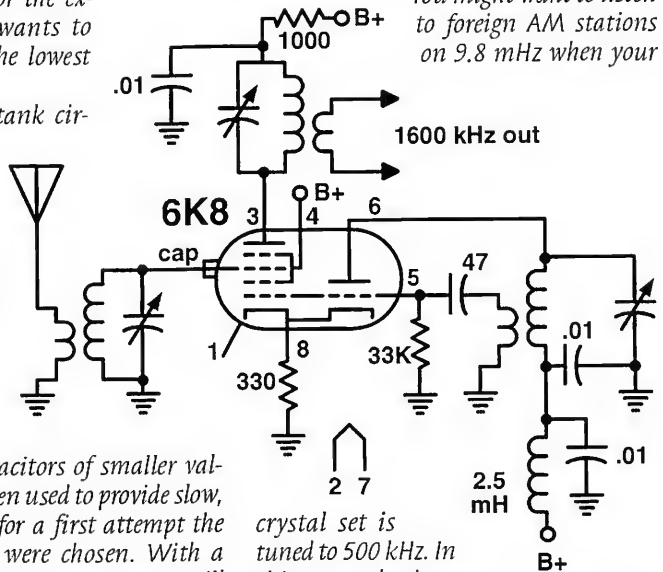 or the ex-
wants to
he lowest
tank cir-
to foreign AM stations
on 9.8 mHz when your
B+
1000
.01
1600 kHz out
6K8
3
B+
4
6
cap
5
47
1
8
330
33K
.01
2 7
2.5
mH
.01
B+
acitors of smaller val-
en used to provide slow,
for a first attempt the
were chosen. With a
crystal set is
tuned to 500 kHz. In